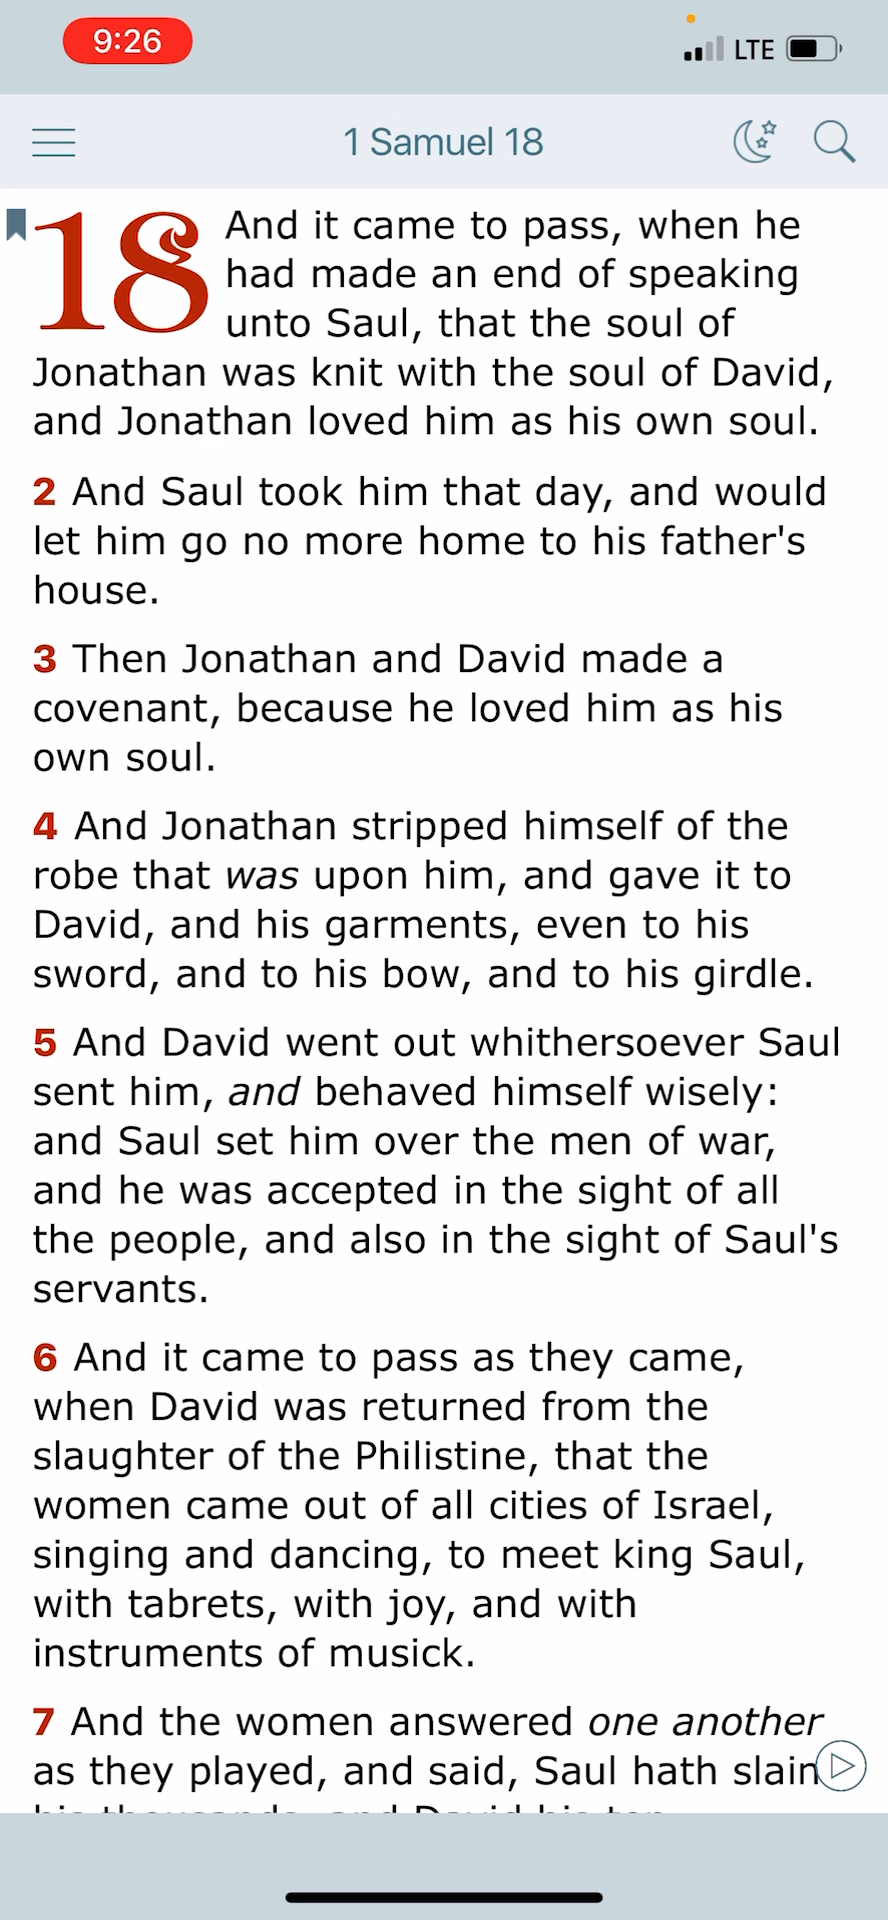 9:26
LTE
1 Samuel 18
18 And it came to pass, when he
had made an end of speaking
unto Saul, that the soul of
Jonathan was knit with the soul of David,
and Jonathan loved him as his own soul.
2 And Saul took him that day, and would
let him go no more home to his father's
house.
3 Then Jonathan and David made a
covenant, because he loved him as his
own soul.
4 And Jonathan stripped himself of the
robe that was upon him, and gave it to
David, and his garments, even to his
sword, and to his bow, and to his girdle.
5 And David went out whithersoever Saul
sent him, and behaved himself wisely:
and Saul set him over the men of war,
and he was accepted in the sight of all
the people, and also in the sight of Saul's
servants.
6 And it came to pass as they came,
when David was returned from the
slaughter of the Philistine, that the
women came out of all cities of Israel,
singing and dancing, to meet king Saul,
with tabrets, with joy, and with
instruments of musick.
7 And the women answered one another
as they played, and said, Saul hath slain